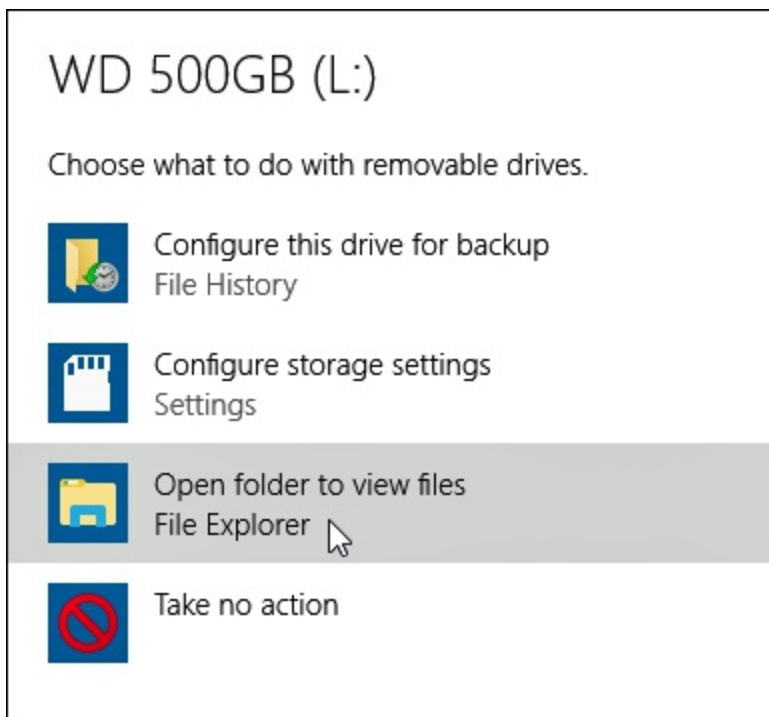 WD 500GB (L:)
Choose what to do with removable drives.
Configure this drive for backup
File History
Configure storage settings
Settings
Open folder to view files
File Explorer
Take no action